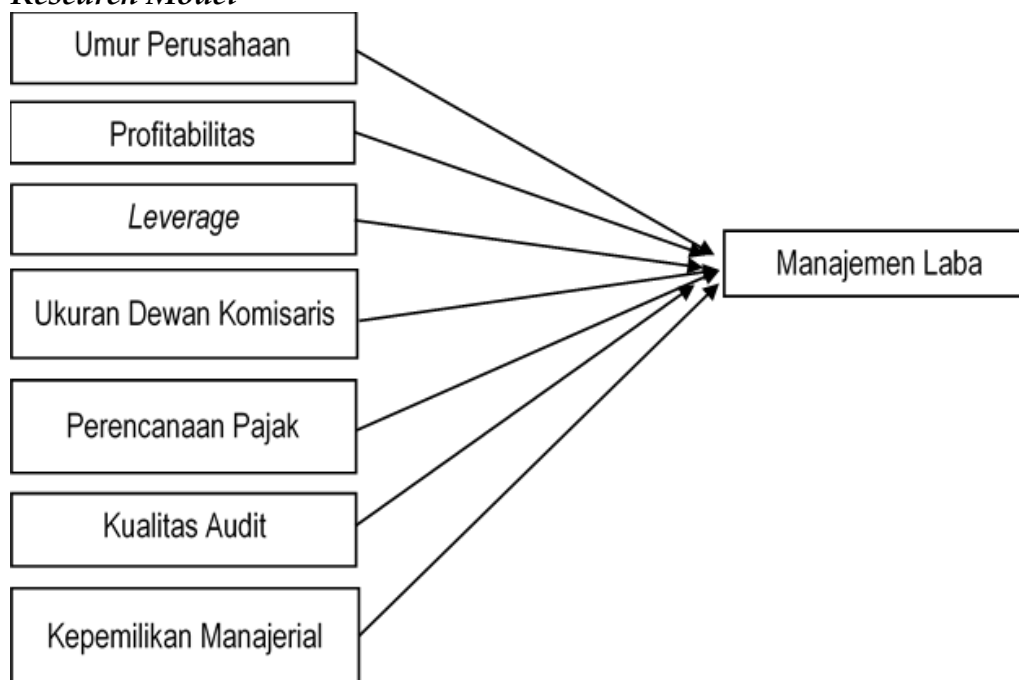 Research Model
Umur Perusahaan
Profitabilitas
Leverage
Ukuran Dewan Komisaris
Perencanaan Pajak
Kualitas Audit
Kepemilikan Manajerial
Manajemen Laba